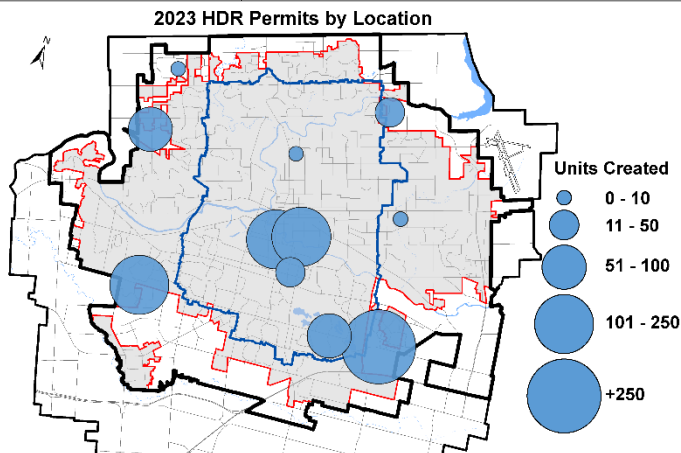 2023 HDR Permits by Location
Units Created
0 - 10
11 - 50
51 - 100
101 - 250
+250